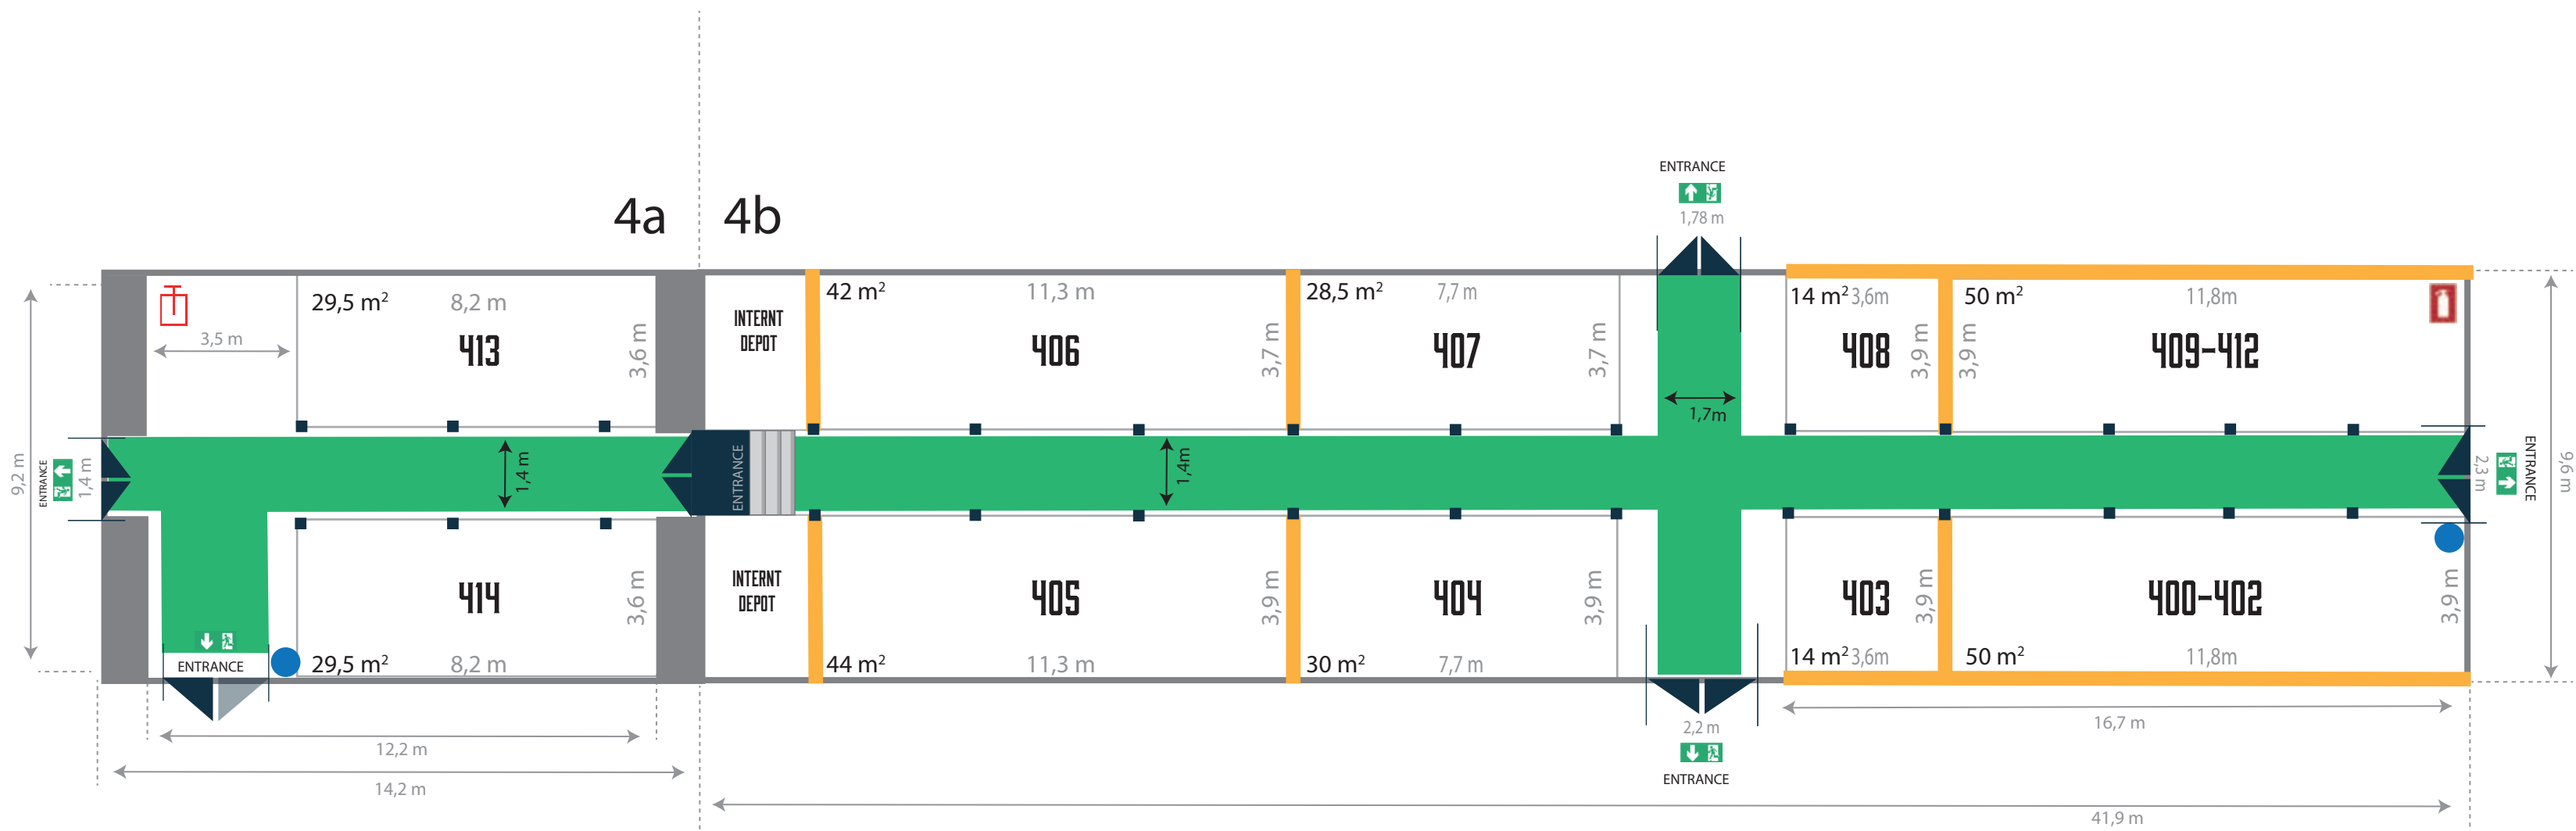 ENTRANCE
1,78 m
4a
4b
29,5 m²
8,2 m
3,5 m
413
3,6 m
INTERNT
DEPOT
42 m²
11,3 m
406
3,7 m
28,5 m²
7,7 m
407
3,7 m
14 m²
3,6m
408
3,9 m
50 m²
11,8m
3,9 m
409-412
1,7m
9,2 m
ENTRANCE
1,4 m
1,4 m
ENTRANCE
1,4m
2,3 m
ENTRANCE
9,6 m
414
3,6 m
29,5 m²
8,2 m
ENTRANCE
INTERNT
DEPOT
405
3,9 m
44 m²
11,3 m
404
3,9 m
30 m²
7,7 m
403
3,9 m
14 m²
3,6m
400-402
3,9 m
50 m²
11,8m
2,2 m
ENTRANCE
16,7 m
12,2 m
14,2 m
41,9 m